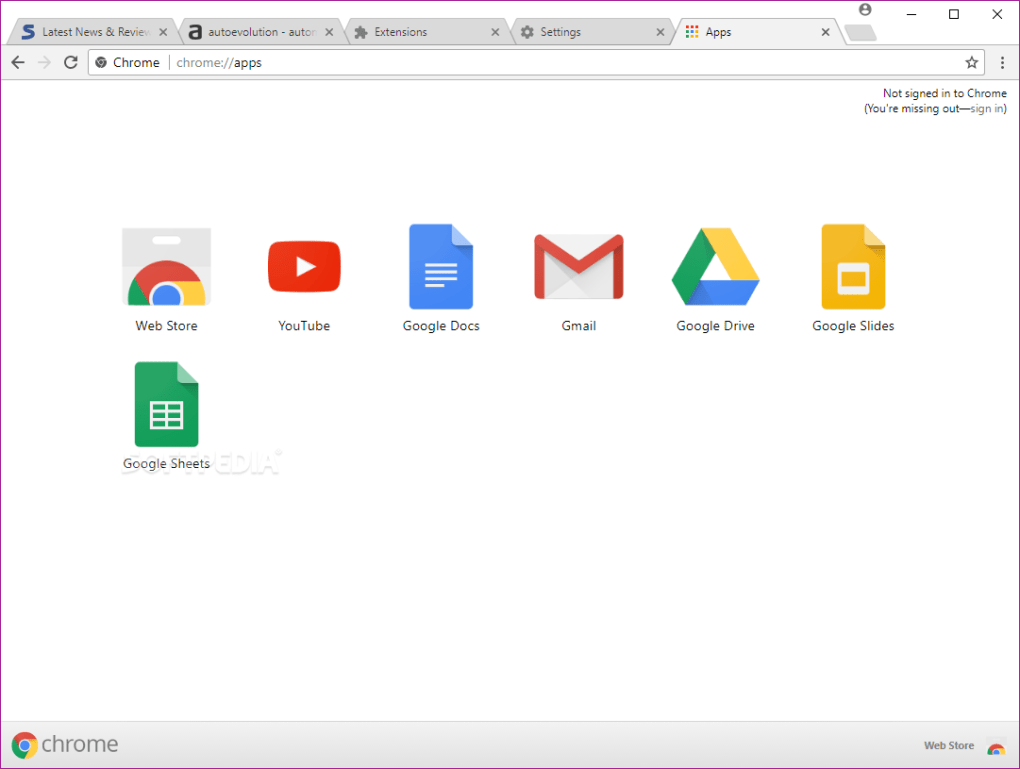 Latest News & Review
autoevolution - autom
Extensions
Settings
Apps
Chrome
chrome://apps
Not signed in to Chrome
(You're missing out—sign in)
Web Store
YouTube
Google Docs
Gmail
Google Drive
Google Slides
Google Sheets
SOFTPEDIA
chrome
Web Store